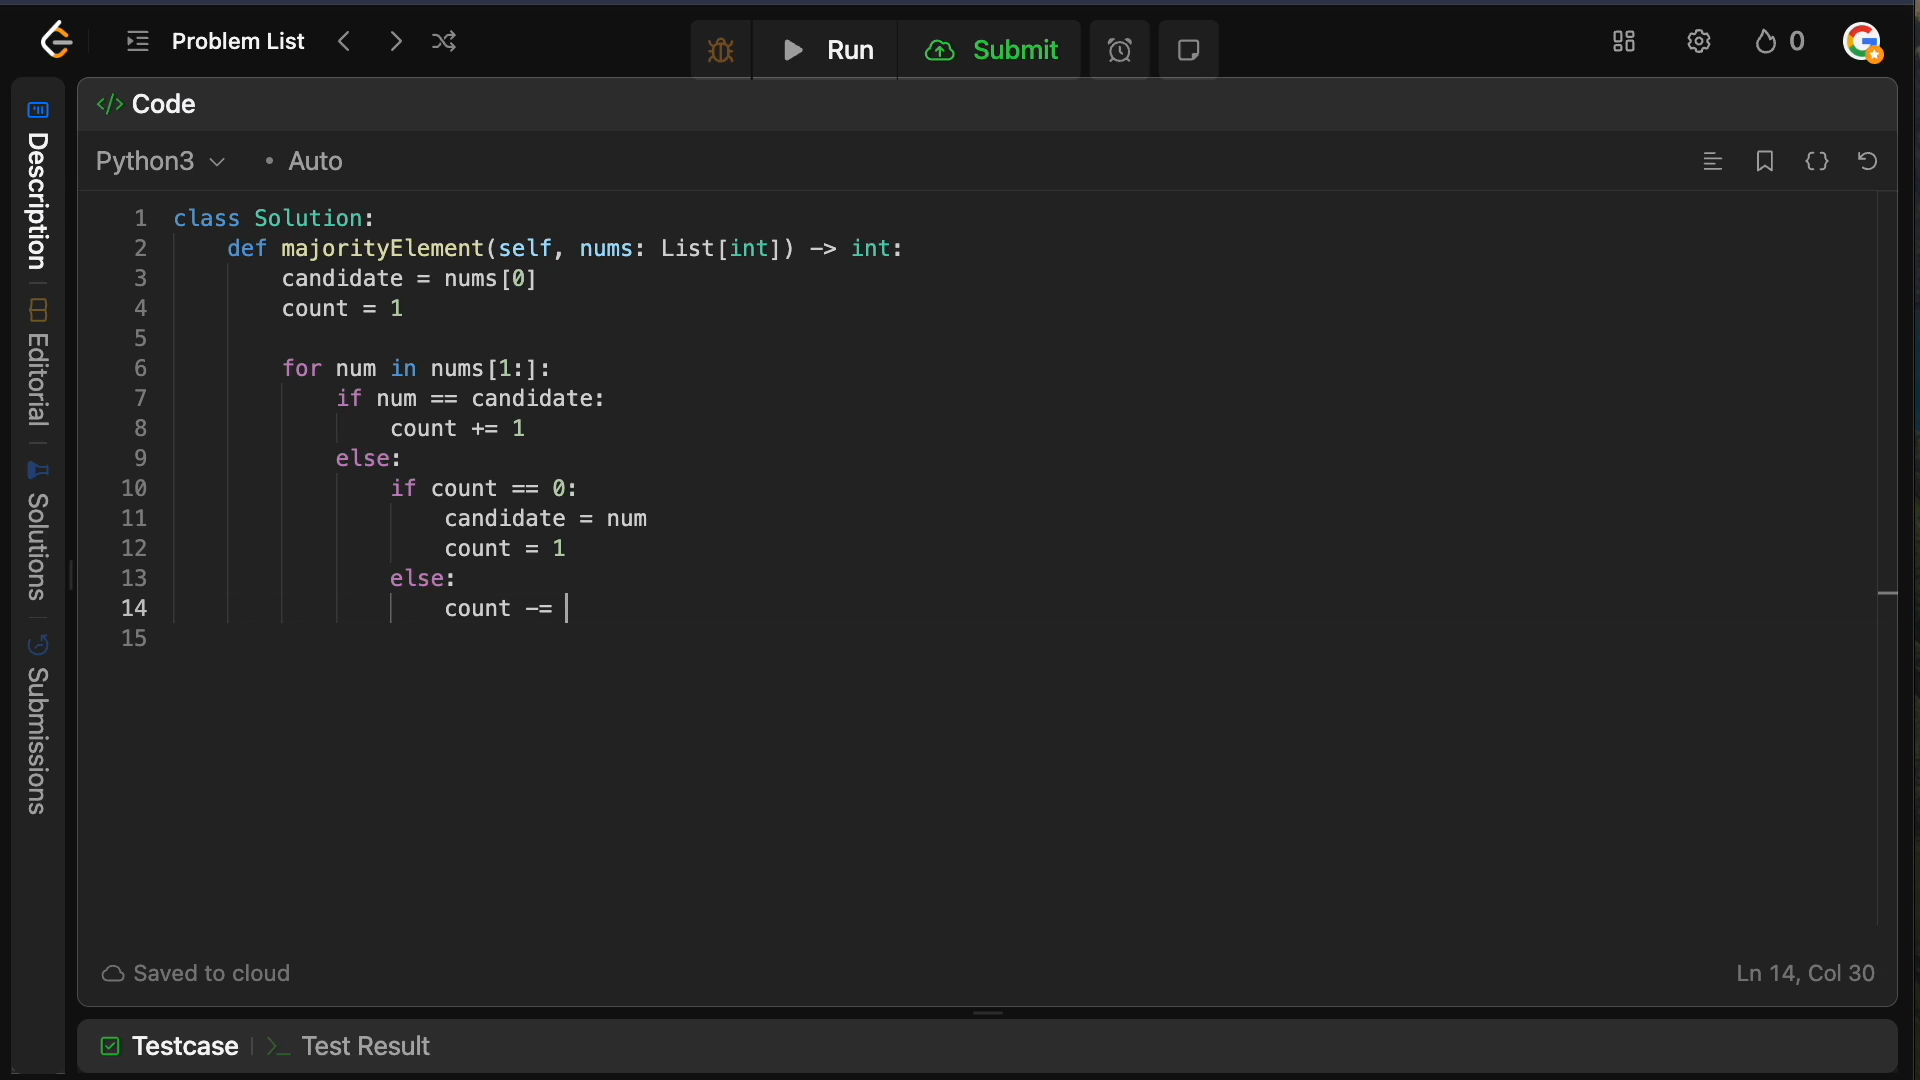 Problem List
Run
Submit
0
Code
Python3
• Auto
Description
Editorial
Solutions
Submissions
1 class Solution:
2     def majorityElement(self, nums: List[int]) -> int:
3         candidate = nums[0]
4         count = 1
5
6         for num in nums[1:]:
7             if num == candidate:
8                 count += 1
9             else:
10                 if count == 0:
11                     candidate = num
12                     count = 1
13                 else:
14                     count -=
15
Saved to cloud
Ln 14, Col 30
Testcase
Test Result